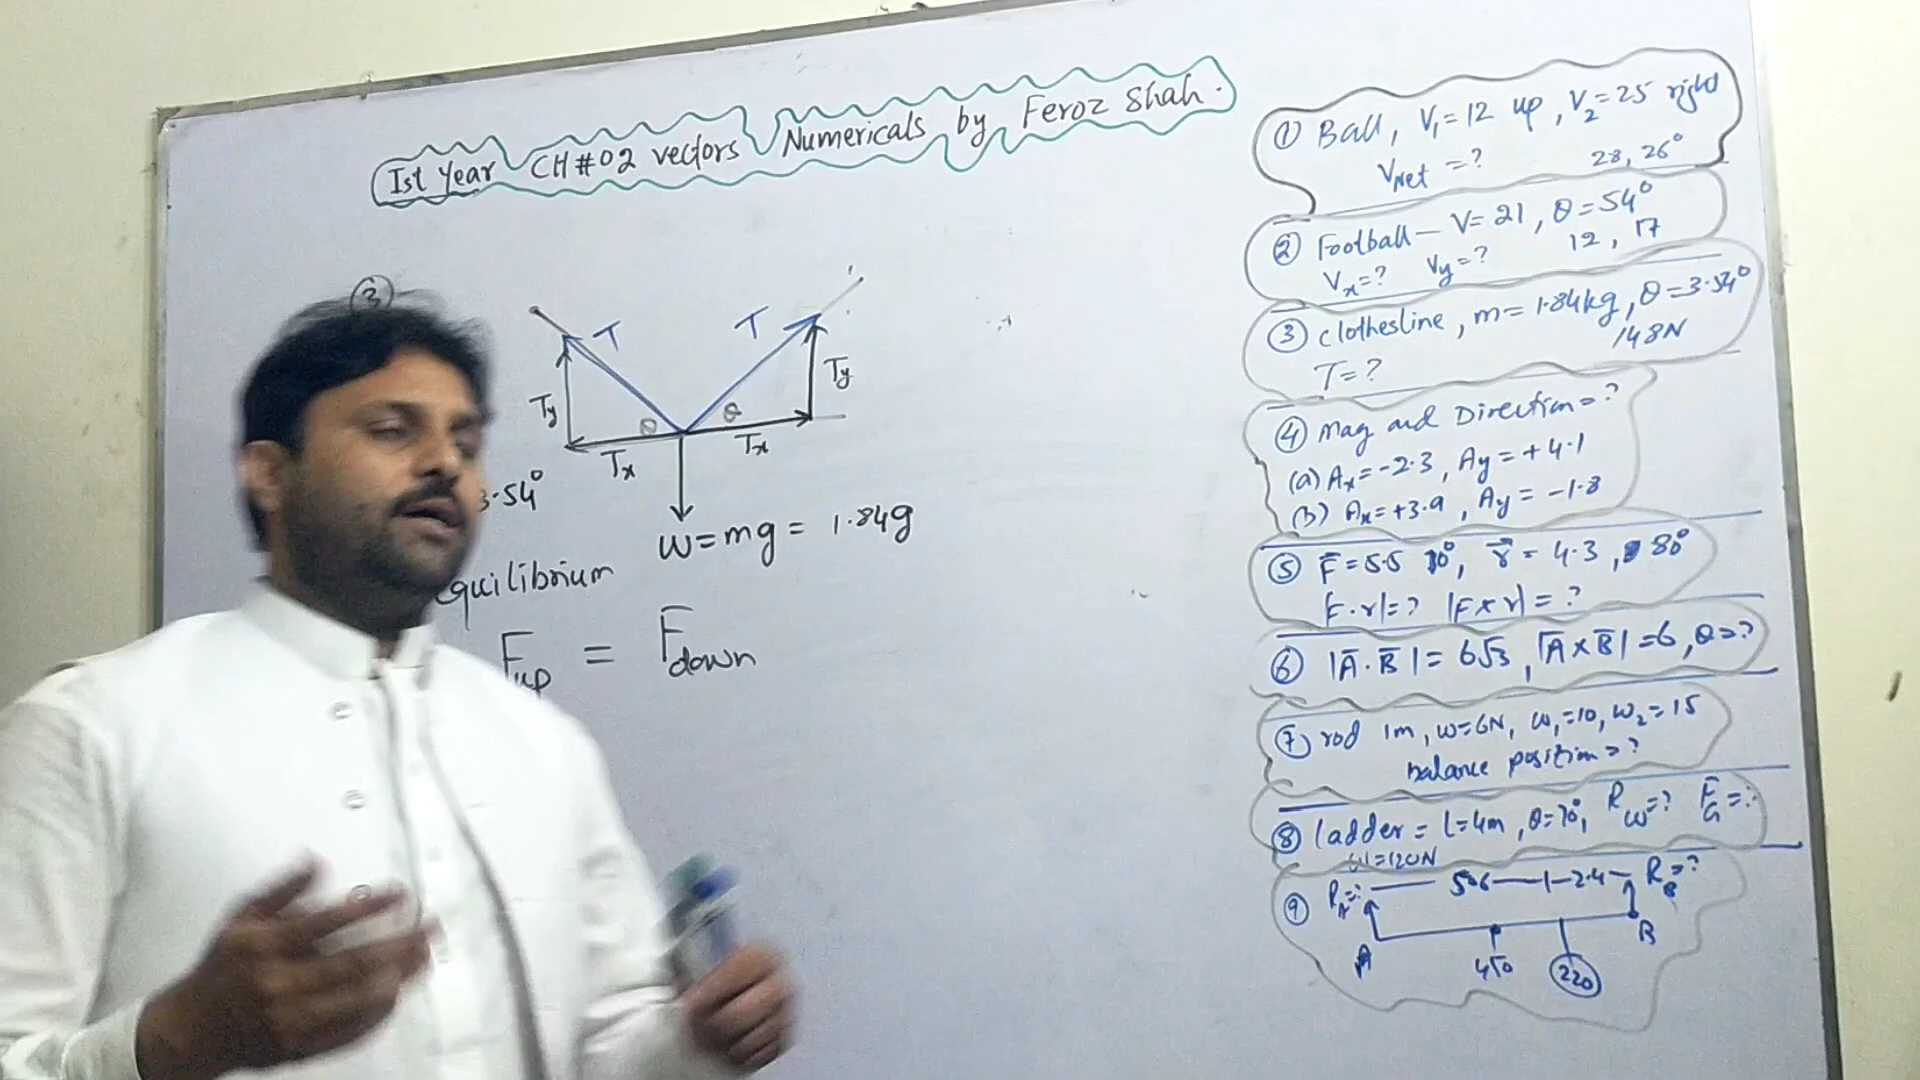 Ist Year CH#02 vectors Numericals by Feroz Shah.
③
T T
Ty θ θ Ty
Tx Tx
3.54°
W=mg = 1.84g
equilibrium
Fup = Fdown
① Ball, V₁=12 up, V₂=25 right
VNet =? 28, 26°
② Football — V=21, θ=54°
Vx=? Vy=? 12, 17
③ Clothesline, m=1.84kg, θ=3.54°
T=? 148N
④ Mag and Direction=?
(a) Ax=-2.3, Ay=+4.1
(b) Ax=+3.9, Ay=-1.8
⑤ F⃗=5.5 10°, r⃗=4.3, 80°
|F·r|=? |F×r|=?
⑥ |A̅·B̅|=6√3, |A̅×B̅|=6, θ=?
⑦ rod 1m, w=6N, w₁=10, w₂=15
balance position=?
⑧ ladder = l=4m, θ=70°, Rw=? FG=?
W=120N
⑨ RA=? 5.6 2.4 RB=?
A 450 220 B